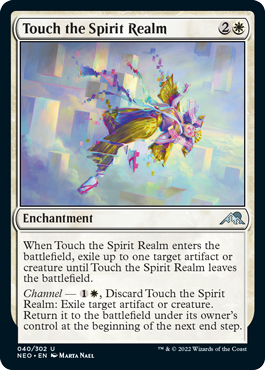 Touch the Spirit Realm 2
Enchantment
When Touch the Spirit Realm enters the
battlefield, exile up to one target artifact or
creature until Touch the Spirit Realm leaves
the battlefield.
Channel — 1, Discard Touch the Spirit
Realm: Exile target artifact or creature.
Return it to the battlefield under its owner's
control at the beginning of the next end step.
040/302 U
NEO • EN Marta Nael
™ & © 2022 Wizards of the Coast